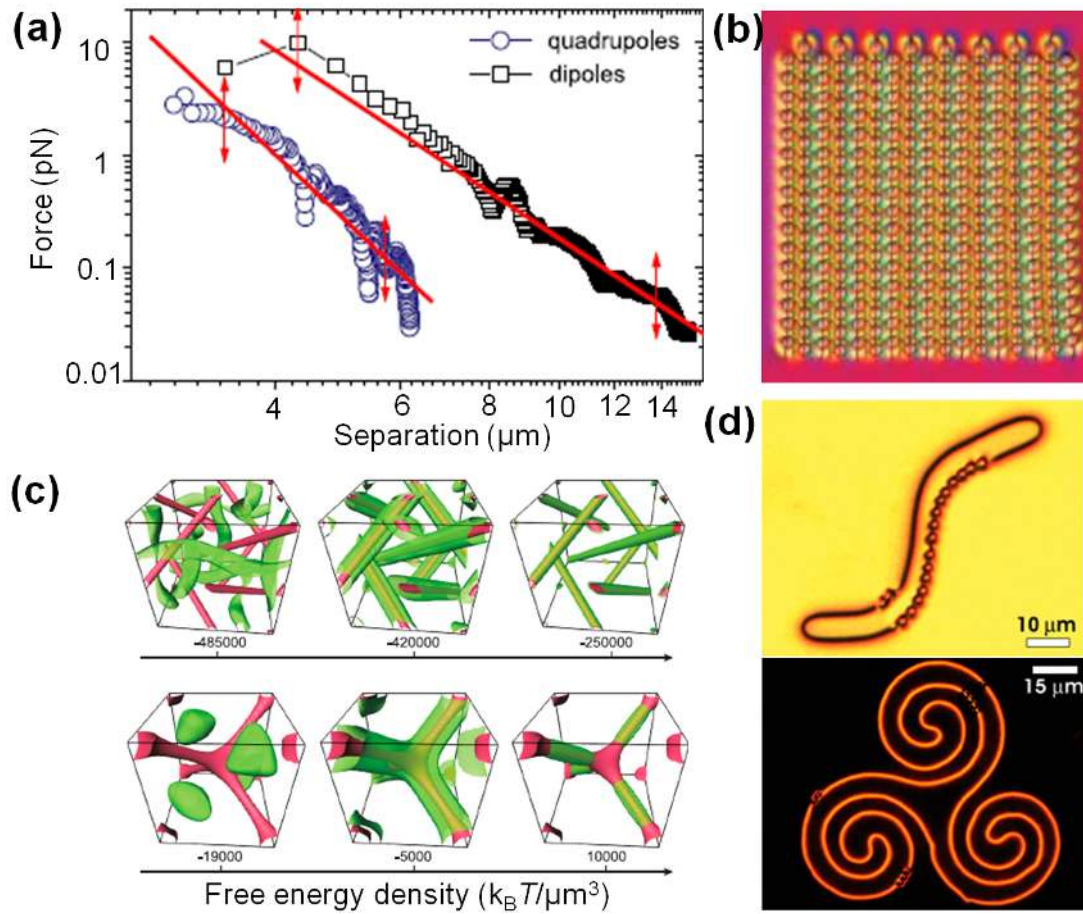 (a)
10
1
0.1
0.01
Force (pN)
quadrupoles
dipoles
4
6
8
10
12
14
Separation (µm)
(b)
(c)
-485000
-420000
-250000
-19000
-5000
10000
Free energy density (kBT/µm³)
(d)
10 µm
15 µm